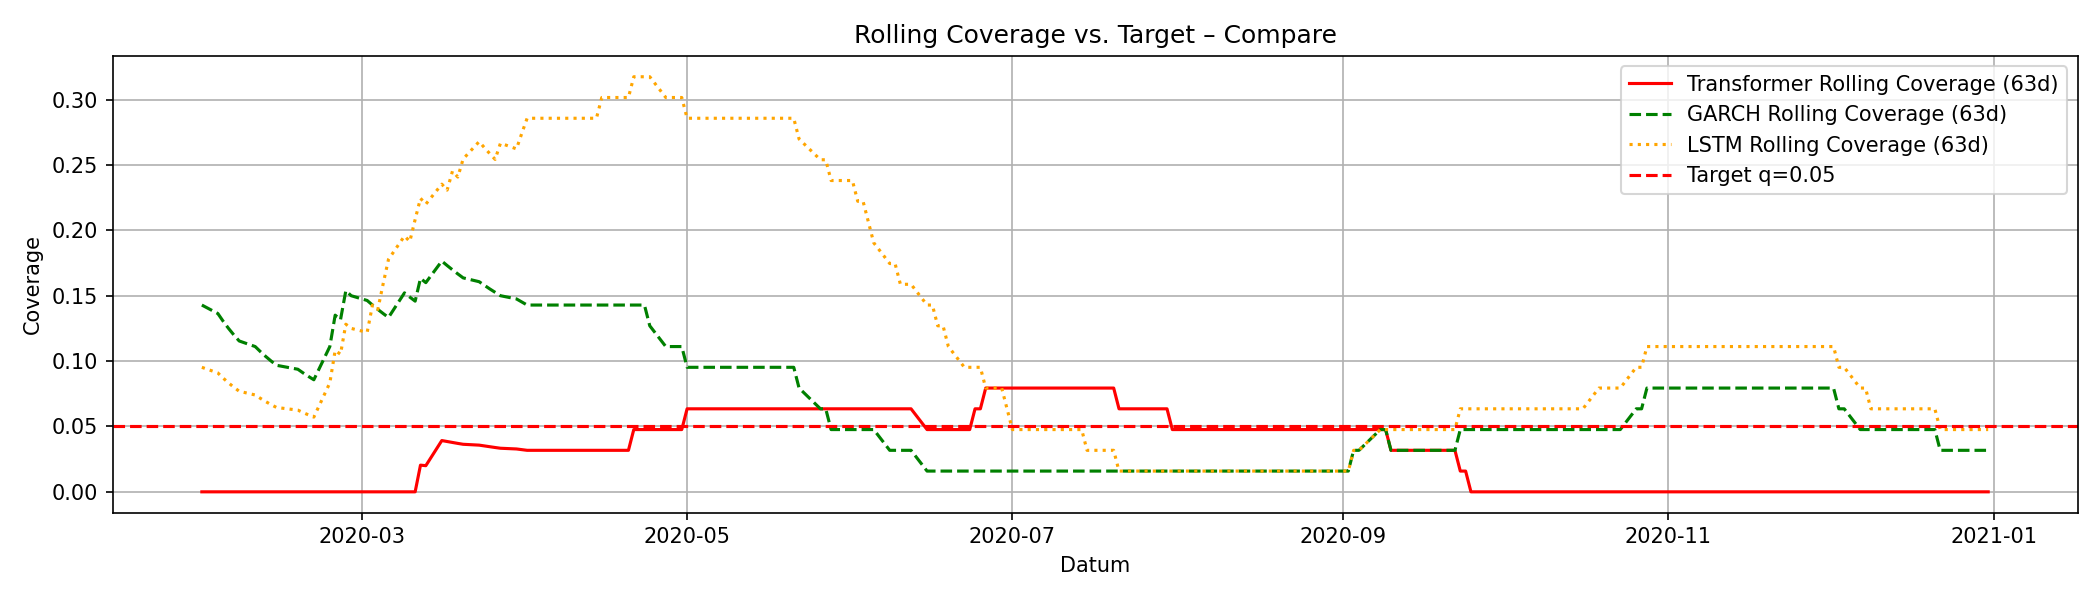 Rolling Coverage vs. Target – Compare
Transformer Rolling Coverage (63d)
GARCH Rolling Coverage (63d)
LSTM Rolling Coverage (63d)
Target q=0.05
Coverage
0.30
0.25
0.20
0.15
0.10
0.05
0.00
2020-03 2020-05 2020-07 2020-09 2020-11 2021-01
Datum